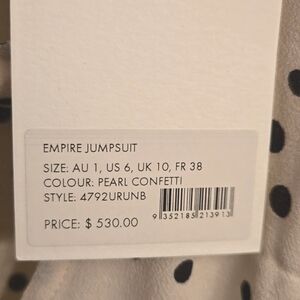 EMPIRE JUMPSUIT
SIZE: AU 1, US 6, UK 10, FR 38
COLOUR: PEARL CONFETTI
STYLE: 4792URUNB
9 352185 213913
PRICE: $ 530.00